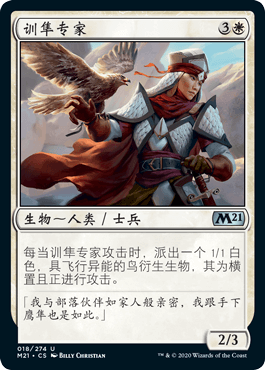 训隼专家 3
生物～人类 / 士兵 M21
每当训隼专家攻击时，派出一个 1/1 白
色，具飞行异能的鸟衍生生物，其为横
置且正进行攻击。
「我与部落伙伴如家人般亲密，我跟手下
鹰隼也是如此。」
2/3
018/274 U
M21 • CS BILLY CHRISTIAN
™ & © 2020 Wizards of the Coast